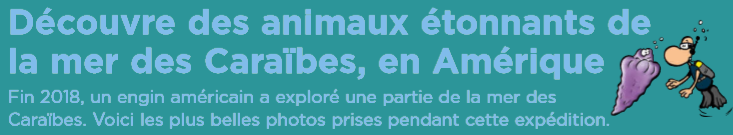 Découvre des animaux étonnants de
la mer des Caraïbes, en Amérique
Fin 2018, un engin américain a exploré une partie de la mer des
Caraïbes. Voici les plus belles photos prises pendant cette expédition.